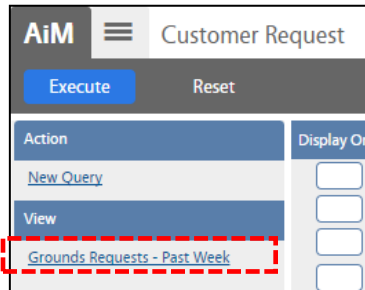 AiM Customer Request
Execute Reset
Action
Display Or
New Query
View
Grounds Requests - Past Week